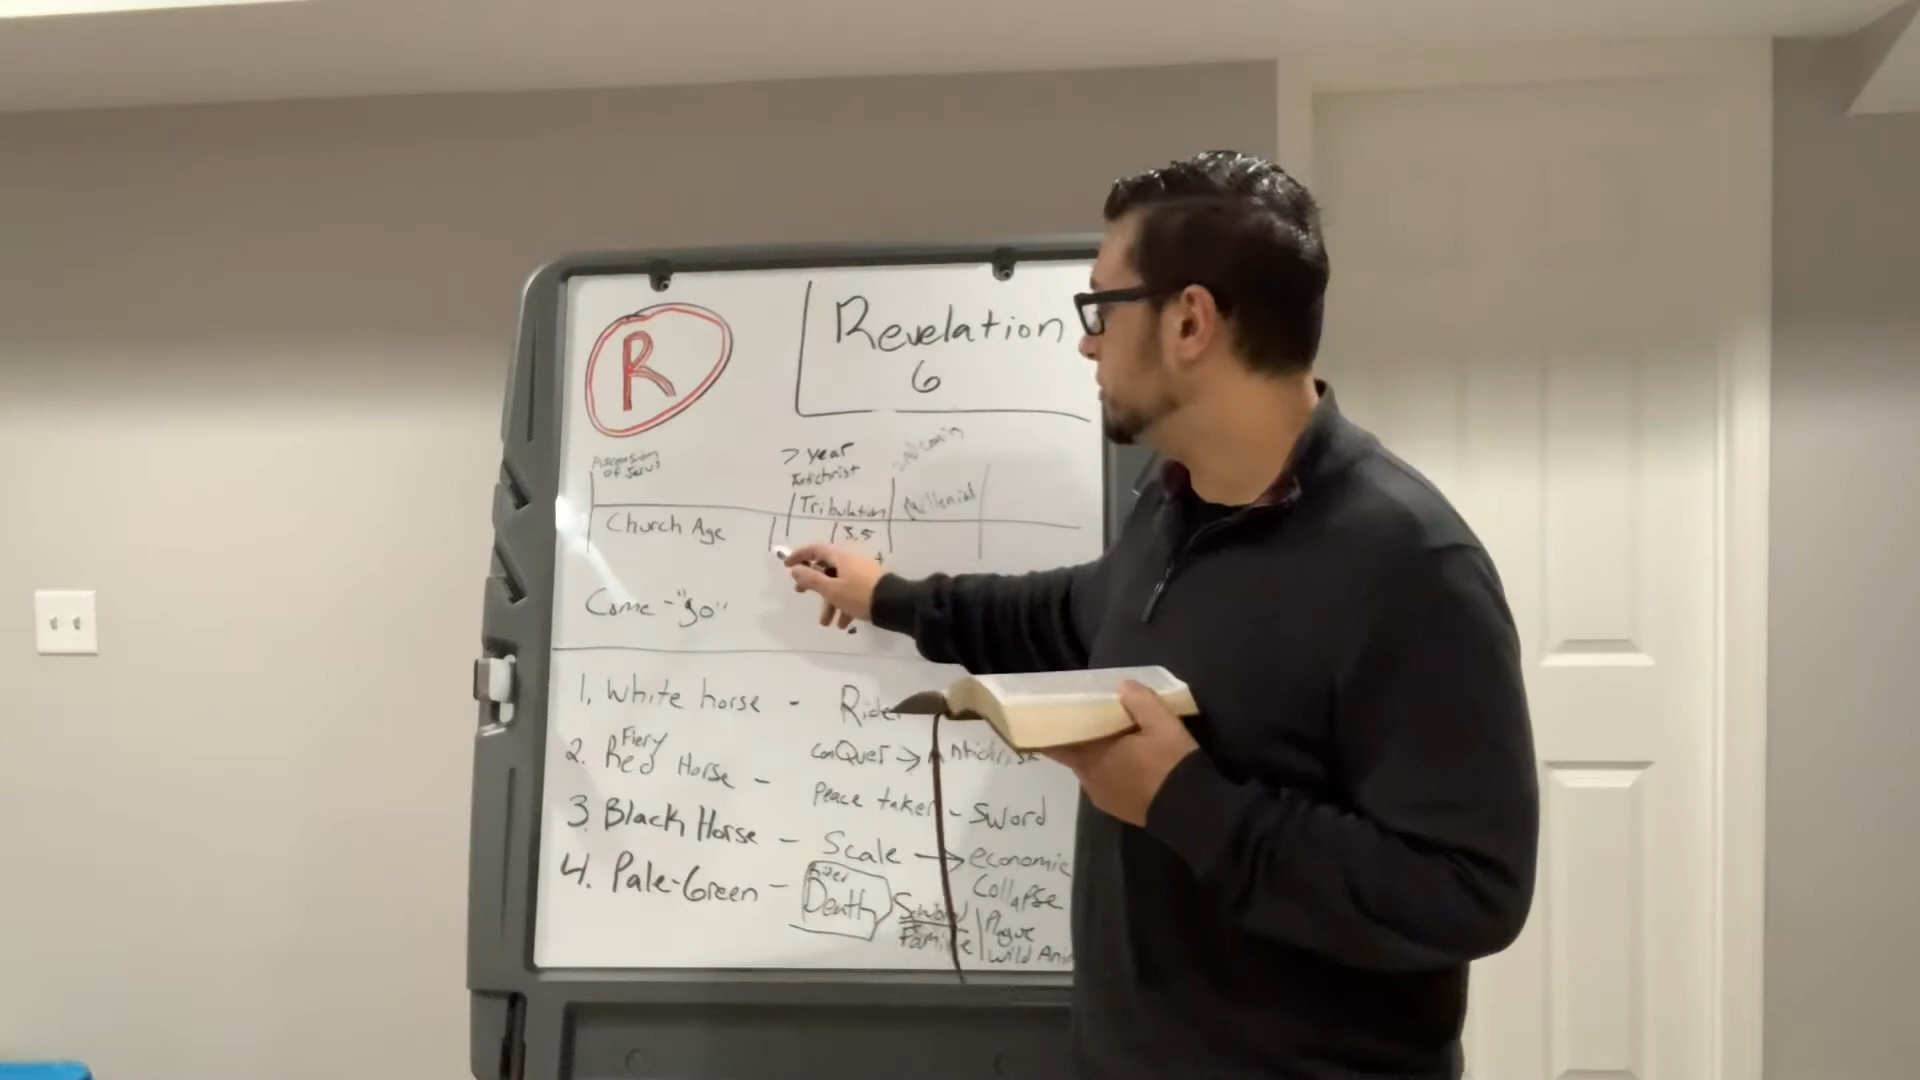 R
Revelation
6
Ascension
of Jesus
7 year
Antichrist
Tribulation
Millenial
Church Age
3.5
Come - "go"
1. White horse - Rider
conQuer → Antichrist
2. Fiery
Red Horse -
Peace taken - Sword
3. Black Horse - Scale → economic
Collapse
4. Pale-Green - Rider
Death
Sword
Famine
Plague
Wild Ani